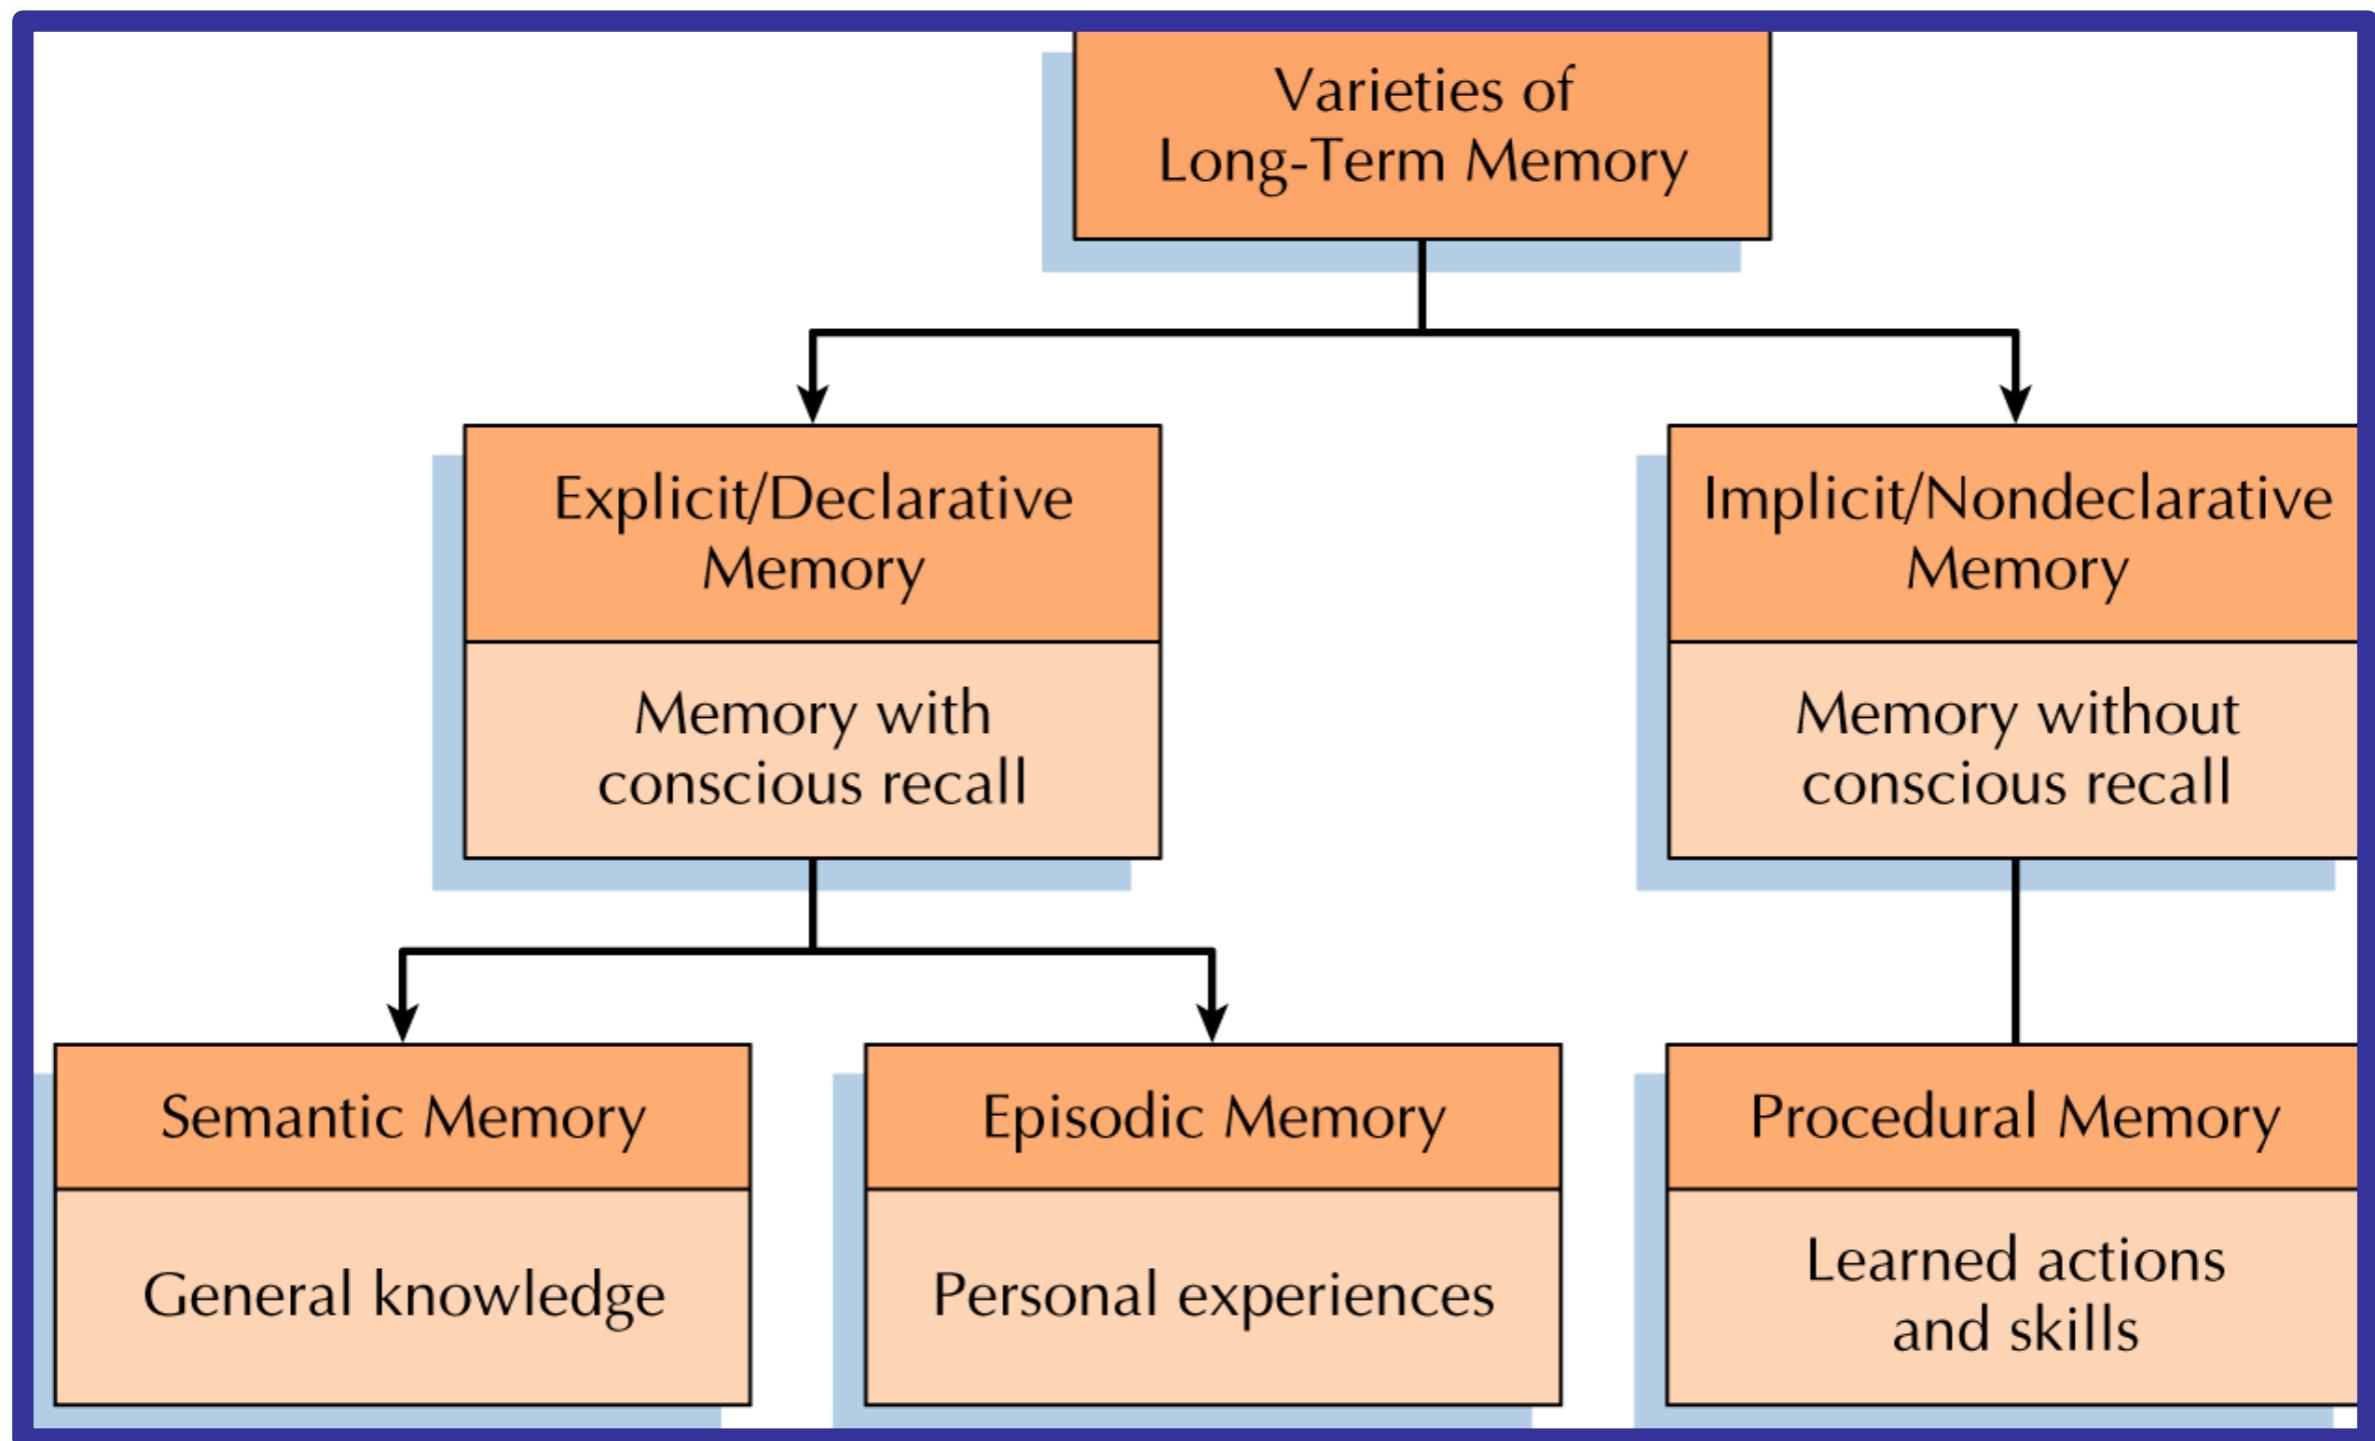 Varieties of
Long-Term Memory
Explicit/Declarative
Memory
Memory with
conscious recall
Implicit/Nondeclarative
Memory
Memory without
conscious recall
Semantic Memory
General knowledge
Episodic Memory
Personal experiences
Procedural Memory
Learned actions
and skills